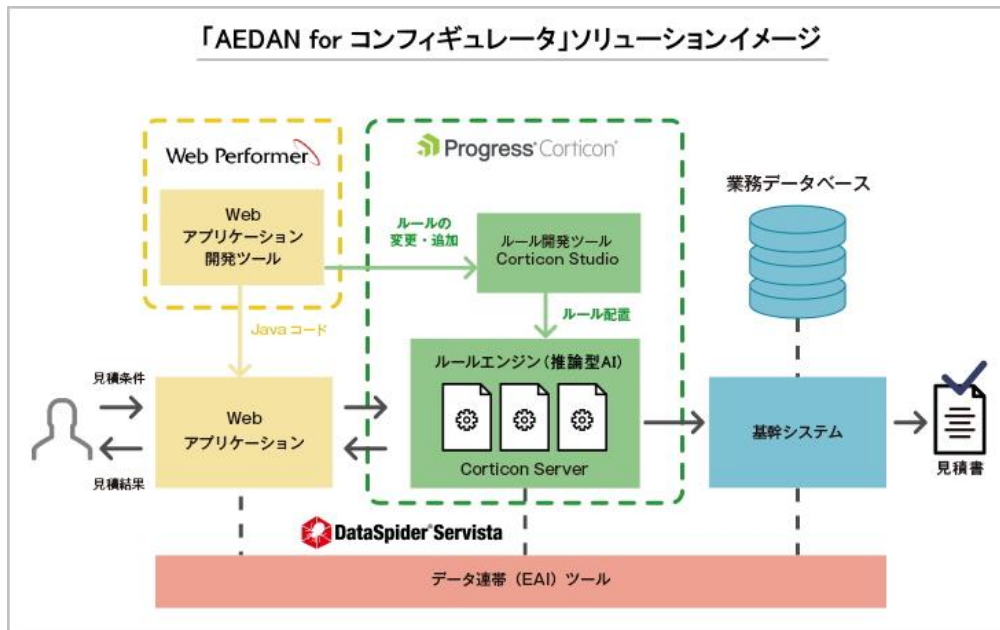 「AEDAN for コンフィギュレータ」ソリューションイメージ
Web Performer
Progress® Corticon®
業務データベース
Web
アプリケーション
開発ツール
ルールの
変更・追加
ルール開発ツール
Corticon Studio
Java コード
ルール配置
見積条件
見積結果
Web
アプリケーション
ルールエンジン(推論型AI)
Corticon Server
基幹システム
見積書
DataSpider® Servista
データ連帯(EAI)ツール